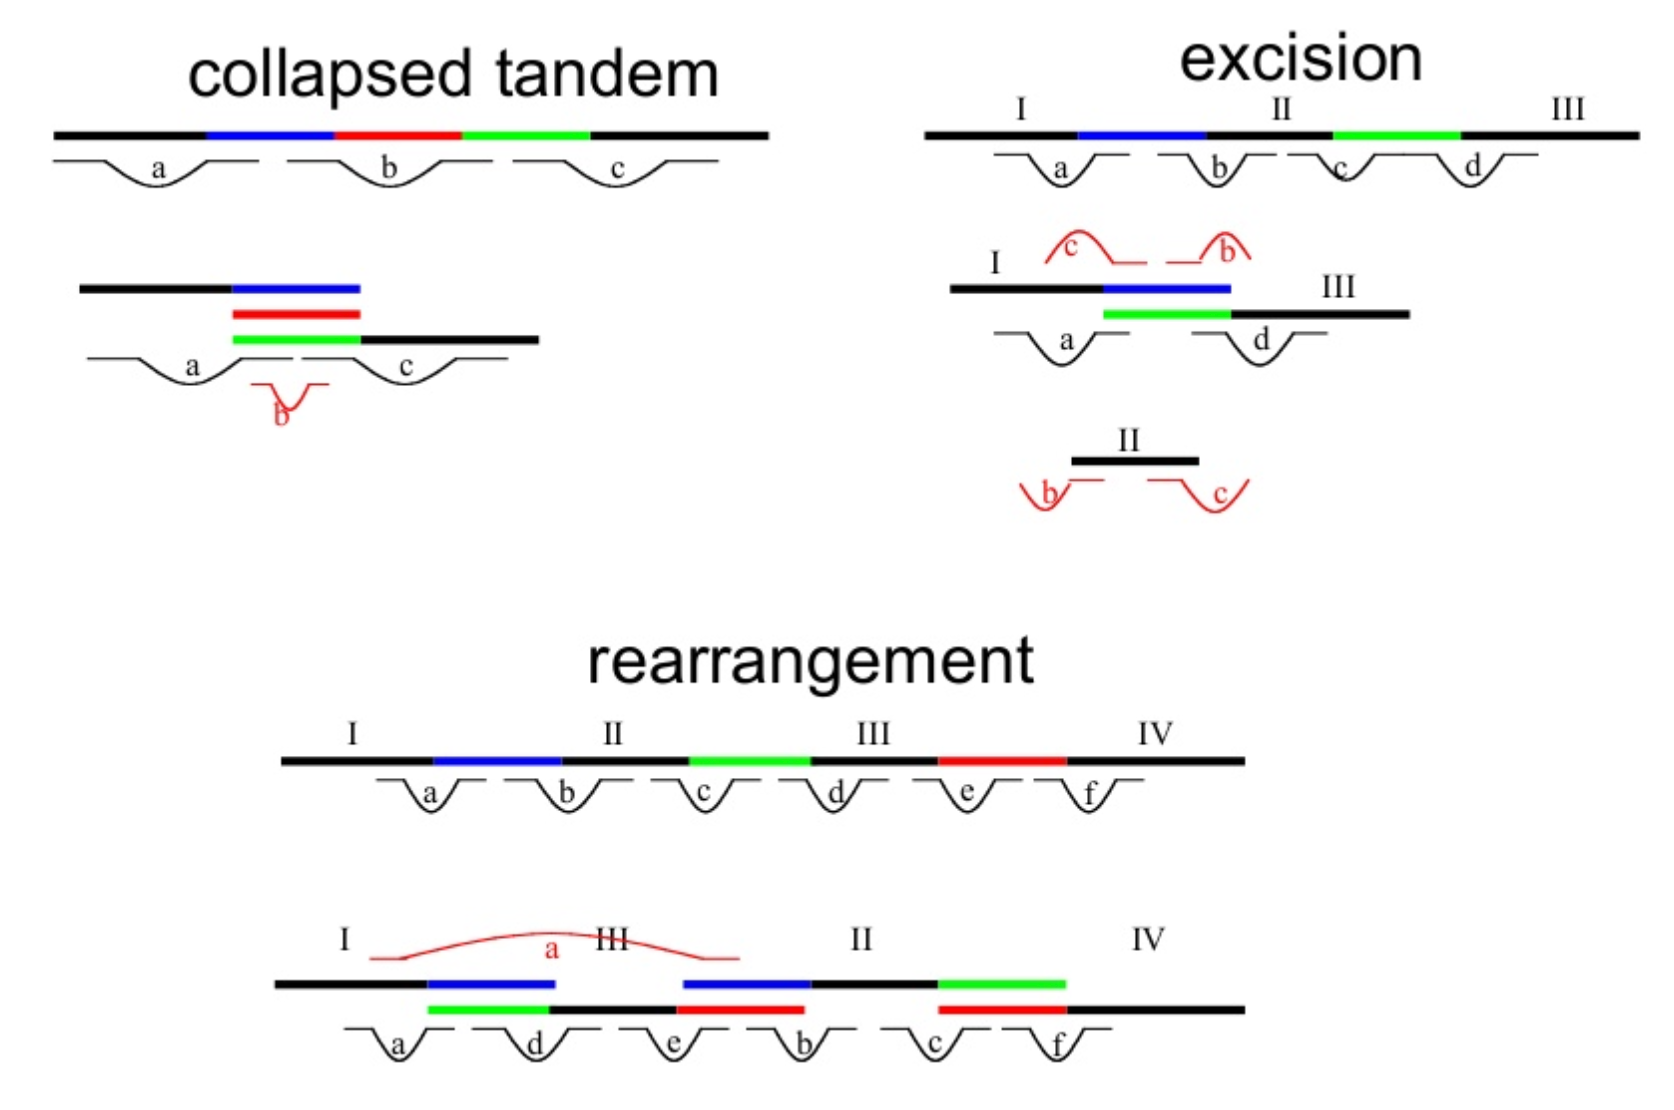 collapsed tandem
a b c
a c
b
excision
I II III
a b c d
c b
I III
a d
II
b c
rearrangement
I II III IV
a b c d e f
I a III II IV
a d e b c f